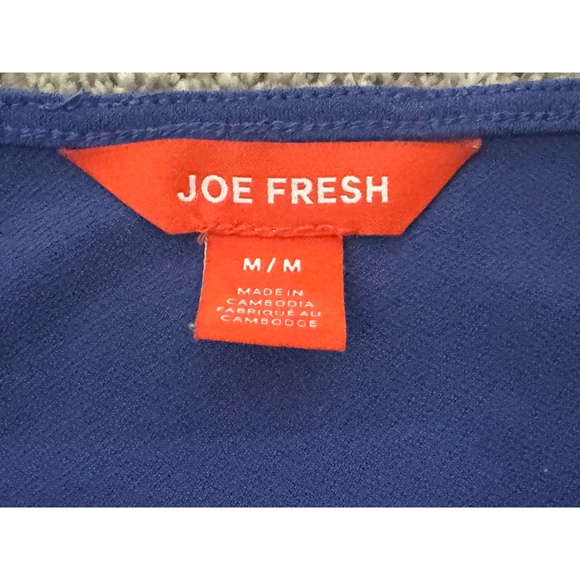 JOE FRESH
M/M
MADE IN
CAMBODIA
FABRIQUÉ AU
CAMBODGE